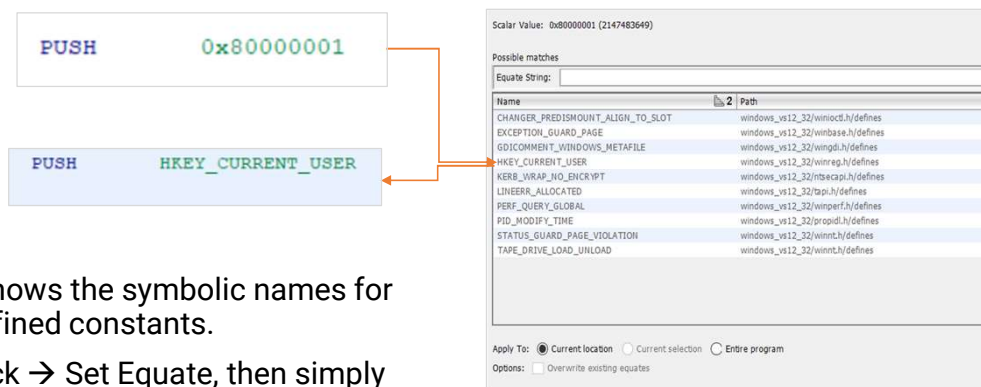 PUSH 0x80000001
PUSH HKEY_CURRENT_USER
Scalar Value: 0x80000001 (2147483649)
Possible matches
Equate String:
Name 2 Path
CHANGER_PREDISMOUNT_ALIGN_TO_SLOT windows_vs12_32/winioctl.h/defines
EXCEPTION_GUARD_PAGE windows_vs12_32/winbase.h/defines
GDICOMMENT_WINDOWS_METAFILE windows_vs12_32/wingdi.h/defines
HKEY_CURRENT_USER windows_vs12_32/winreg.h/defines
KERB_WRAP_NO_ENCRYPT windows_vs12_32/ntsecapi.h/defines
LINEERR_ALLOCATED windows_vs12_32/tapi.h/defines
PERF_QUERY_GLOBAL windows_vs12_32/winperf.h/defines
PID_MODIFY_TIME windows_vs12_32/propidl.h/defines
STATUS_GUARD_PAGE_VIOLATION windows_vs12_32/winnt.h/defines
TAPE_DRIVE_LOAD_UNLOAD windows_vs12_32/winnt.h/defines
Apply To: Current location Current selection Entire program
Options: Overwrite existing equates
hows the symbolic names for
fined constants.
ck → Set Equate, then simply